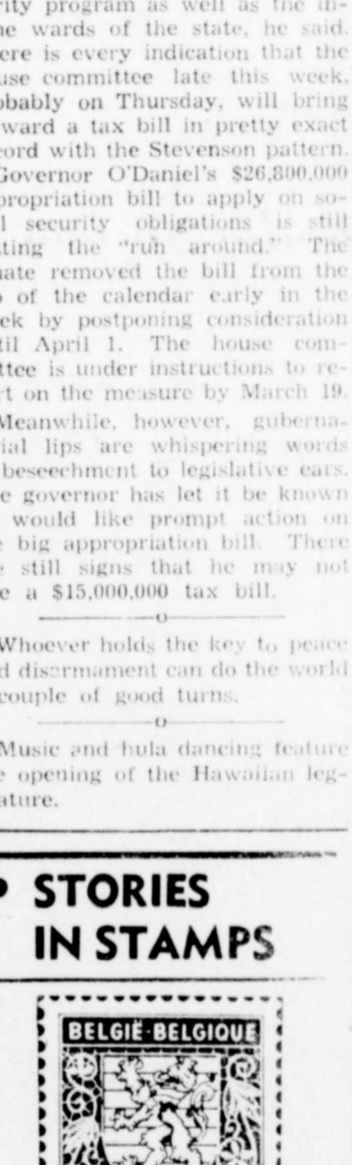 rity program as well as the in-
ne wards of the state, he said.
ere is every indication that the
use committee late this week,
obably on Thursday, will bring
ward a tax bill in pretty exact
cord with the Stevenson pattern.
Governor O'Daniel's $26,800,000
propriation bill to apply on so-
l security obligations is still
tting the "run around." The
nate removed the bill from the
of the calendar early in the
ek by postponing consideration
til April 1. The house com-
ttee is under instructions to re-
rt on the measure by March 19.
Meanwhile, however, guberna-
rial lips are whispering words
beseechment to legislative ears.
e governor has let it be known
would like prompt action on
e big appropriation bill. There
e still signs that he may not
e a $15,000,000 tax bill.
o
Whoever holds the key to peace
d disarmament can do the world
couple of good turns.
o
Music and hula dancing feature
e opening of the Hawaiian leg-
ature.
STORIES
IN STAMPS
BELGIË-BELGIQUE